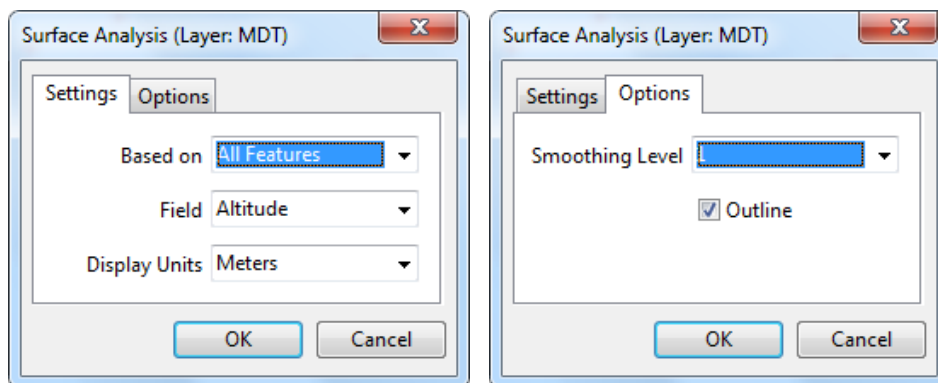 Surface Analysis (Layer: MDT)
Settings Options
Based on All Features
Field Altitude
Display Units Meters
OK Cancel
Surface Analysis (Layer: MDT)
Settings Options
Smoothing Level 1
Outline
OK Cancel